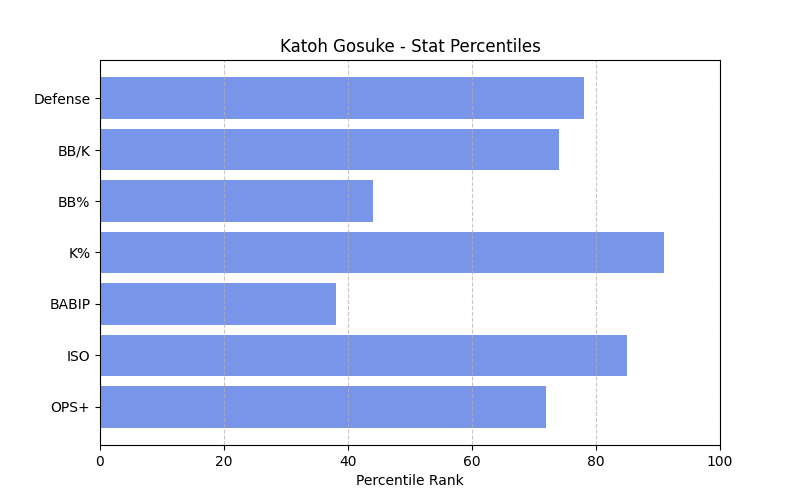 Katoh Gosuke - Stat Percentiles
Defense
BB/K
BB%
K%
BABIP
ISO
OPS+
0 20 40 60 80 100
Percentile Rank